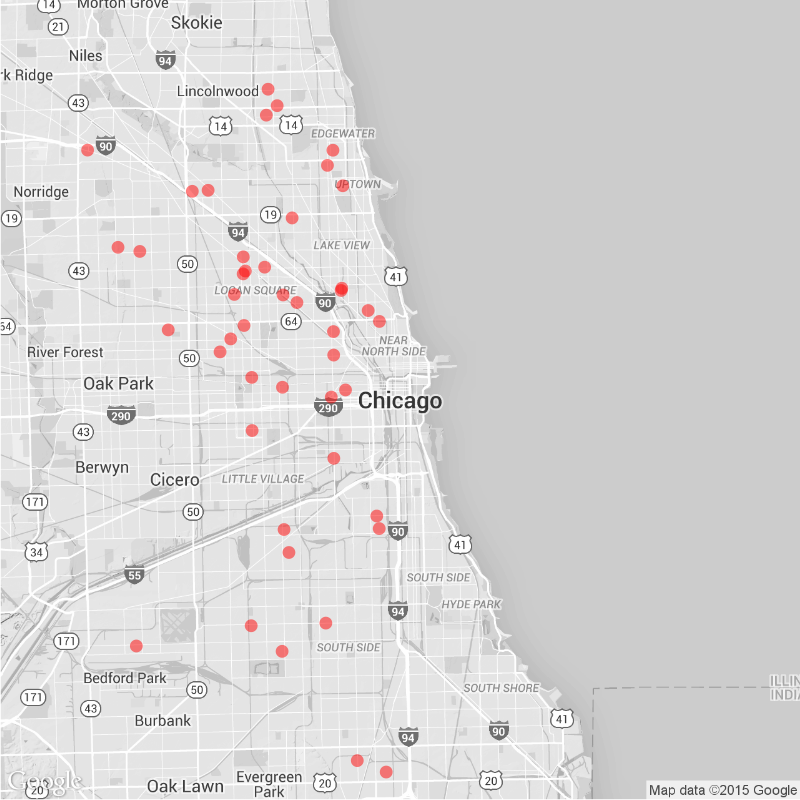 14
Morton Grove
21
Skokie
Niles
94
rk Ridge
Lincolnwood
43
14
14
EDGEWATER
90
UPTOWN
Norridge
19
19
94
LAKE VIEW
50
43
41
LOGAN SQUARE
90
64
64
NEAR
NORTH SIDE
River Forest
50
Oak Park
290
Chicago
290
43
Berwyn
Cicero
LITTLE VILLAGE
171
50
90
34
41
55
SOUTH SIDE
HYDE PARK
94
171
SOUTH SIDE
Bedford Park
ILLIN
INDIA
171
50
SOUTH SHORE
43
Burbank
41
90
94
Google
20
Oak Lawn
Evergreen
Park
20
20
Map data ©2015 Google